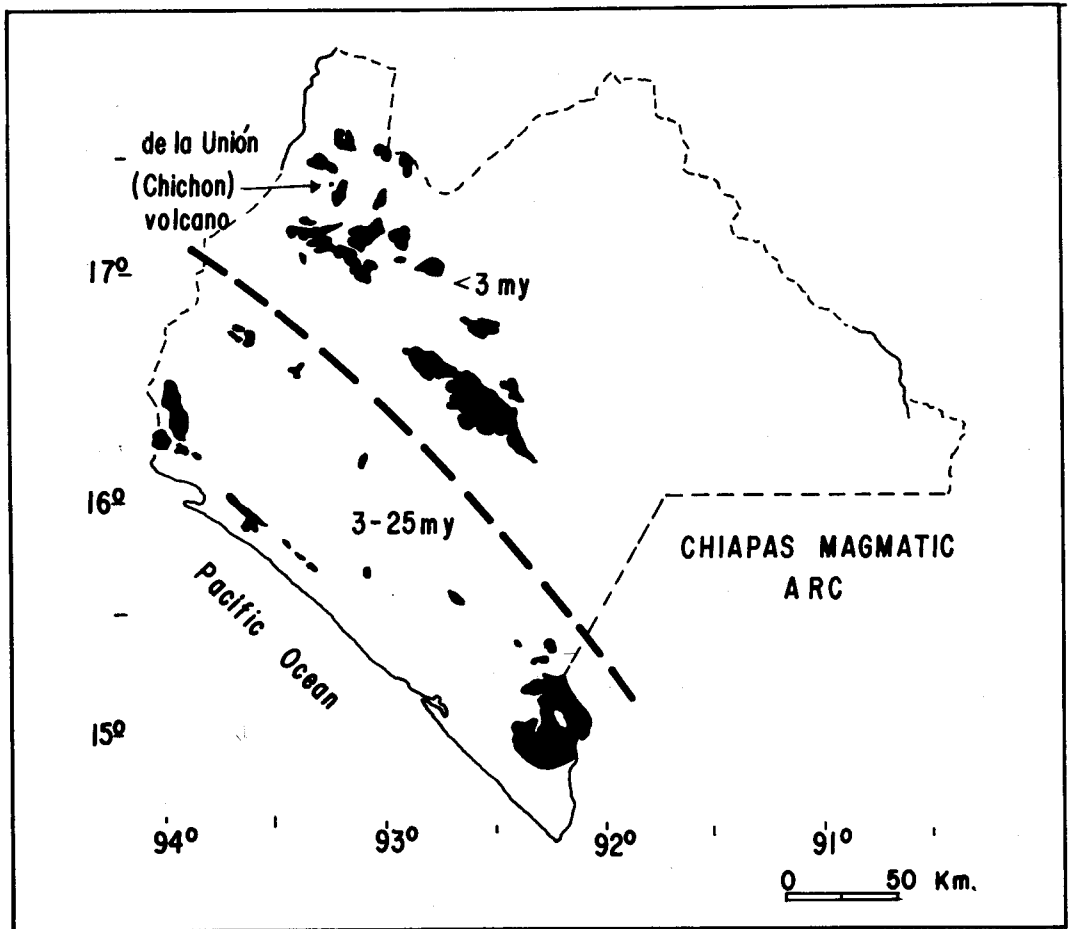 de la Unión
(Chichon)
volcano
17º
<3 my
16º
3-25my
CHIAPAS MAGMATIC
ARC
Pacific Ocean
15º
94º
93º
92º
91º
0 50 Km.